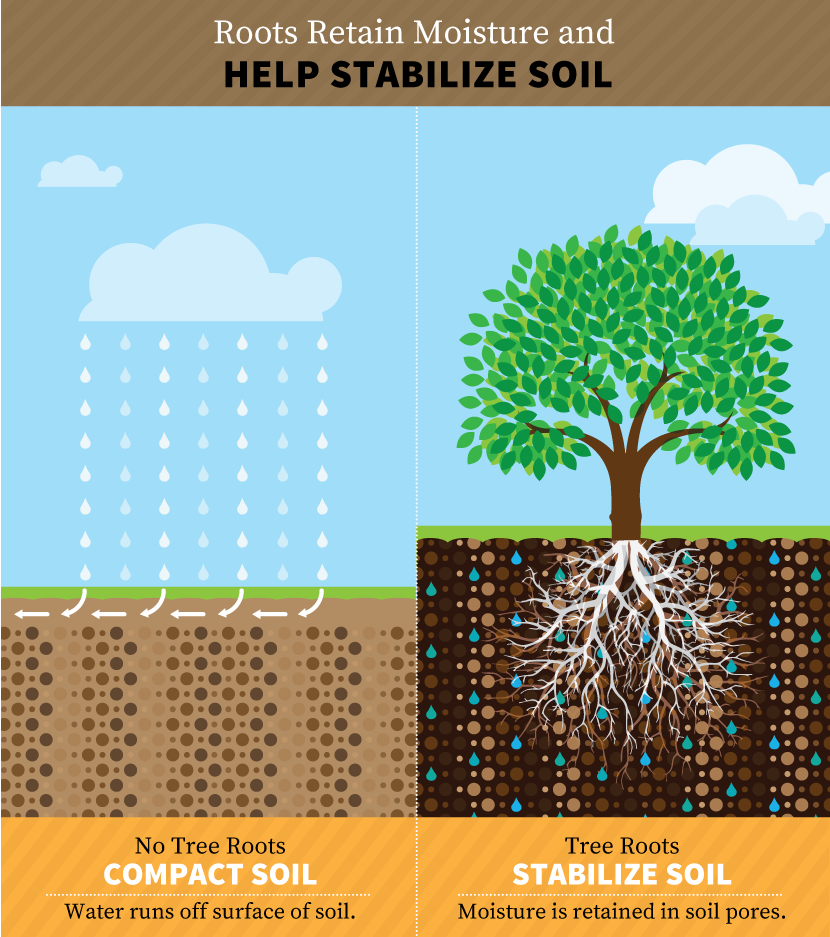 Roots Retain Moisture and
HELP STABILIZE SOIL
No Tree Roots
COMPACT SOIL
Water runs off surface of soil.
Tree Roots
STABILIZE SOIL
Moisture is retained in soil pores.